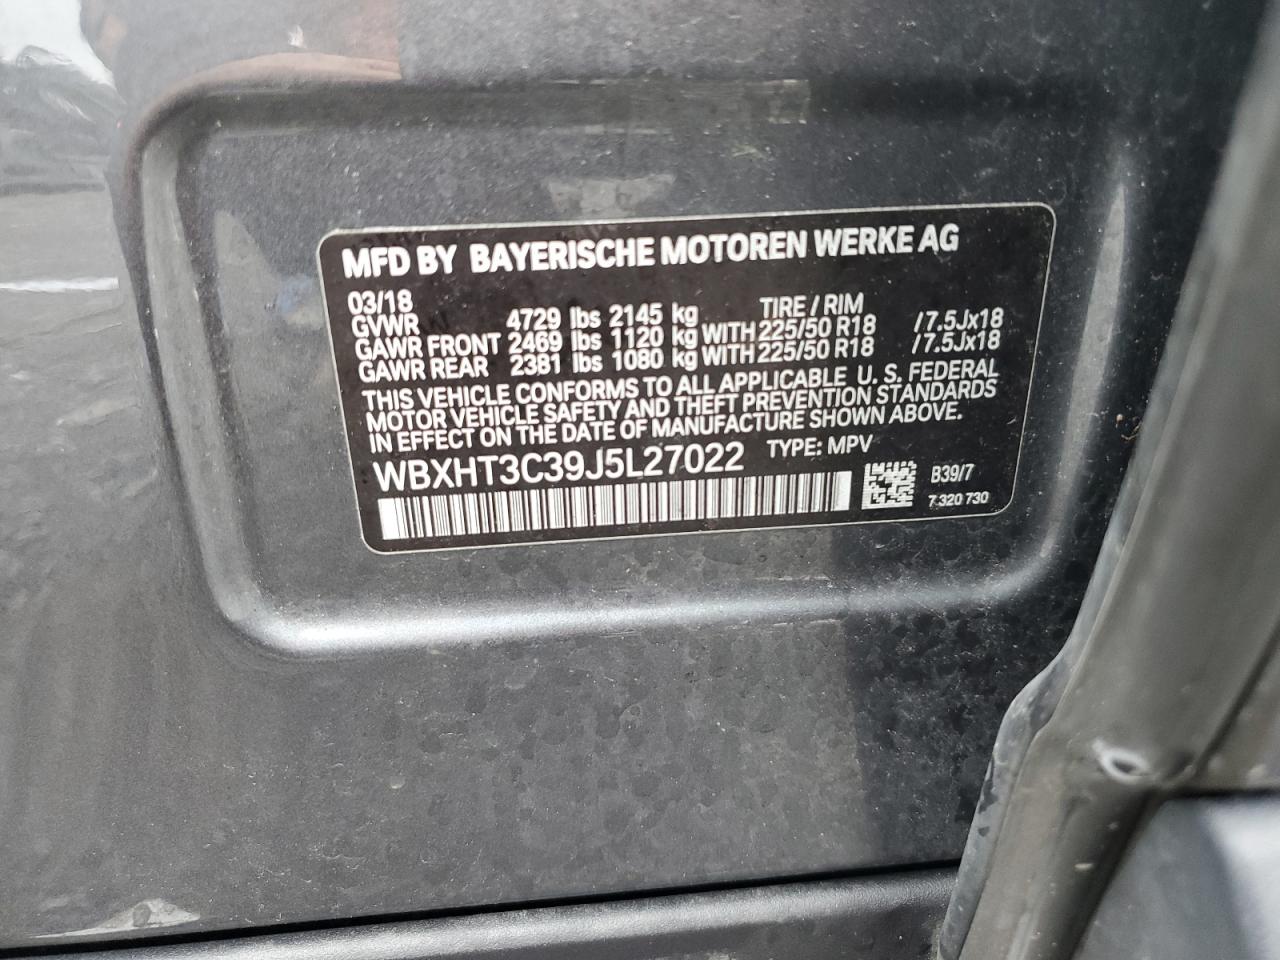 MFD BY BAYERISCHE MOTOREN WERKE AG
03/18 TIRE / RIM
GVWR 4729 lbs 2145 kg
GAWR FRONT 2469 lbs 1120 kg WITH 225/50 R18 /7.5Jx18
GAWR REAR 2381 lbs 1080 kg WITH 225/50 R18 /7.5Jx18
THIS VEHICLE CONFORMS TO ALL APPLICABLE U. S. FEDERAL
MOTOR VEHICLE SAFETY AND THEFT PREVENTION STANDARDS
IN EFFECT ON THE DATE OF MANUFACTURE SHOWN ABOVE.
WBXHT3C39J5L27022 TYPE: MPV
B39/7
7 320 730